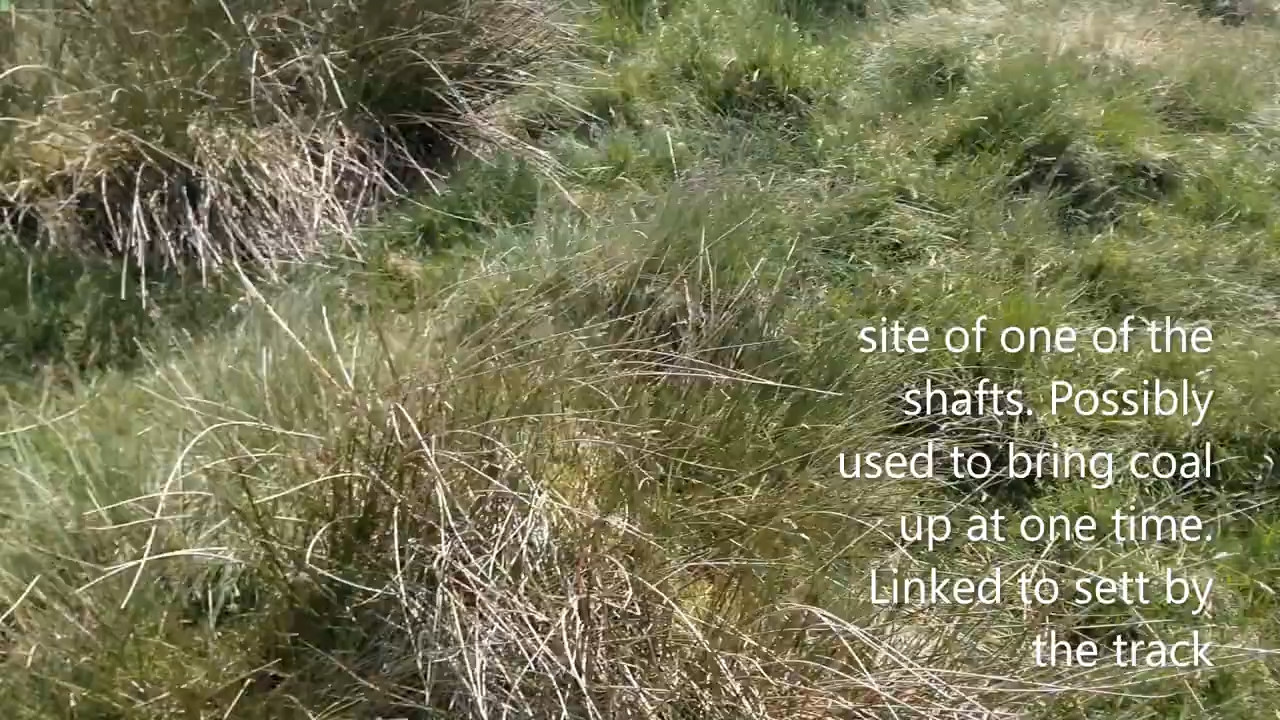 site of one of the
shafts. Possibly
used to bring coal
up at one time.
Linked to sett by
the track